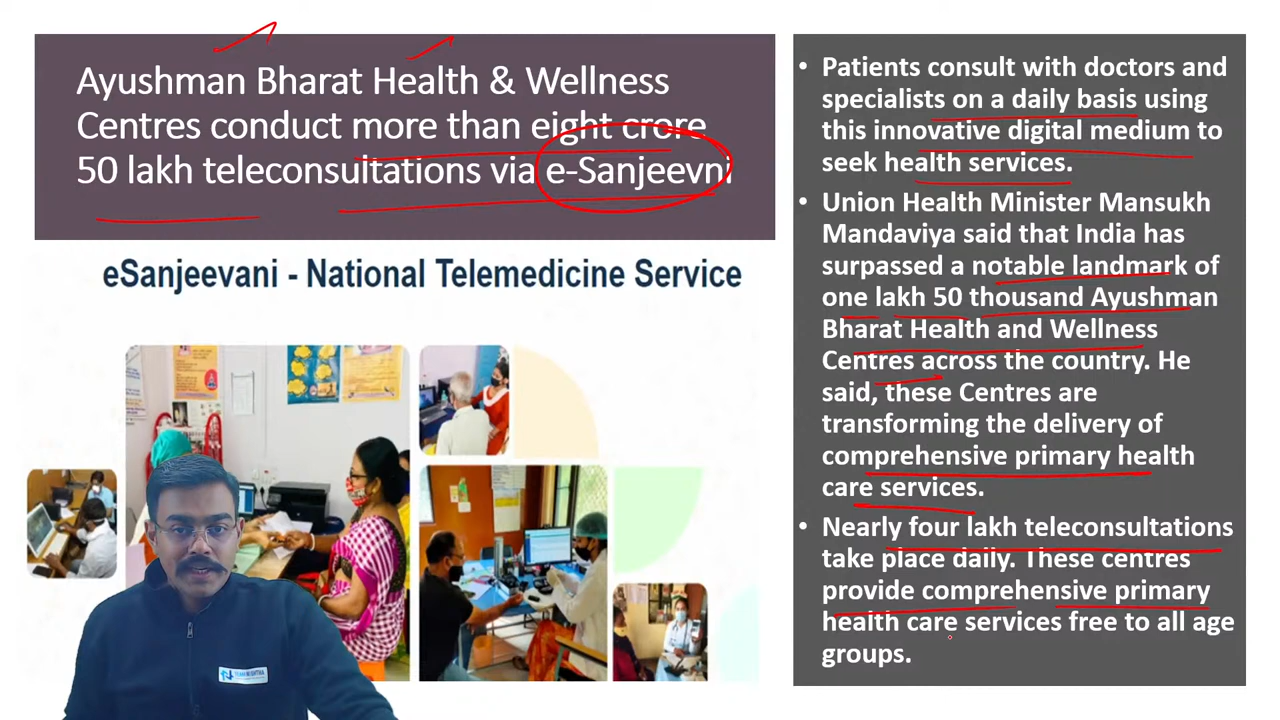 Ayushman Bharat Health & Wellness
Centres conduct more than eight crore
50 lakh teleconsultations via e-Sanjeevni
eSanjeevani - National Telemedicine Service
• Patients consult with doctors and
specialists on a daily basis using
this innovative digital medium to
seek health services.
• Union Health Minister Mansukh
Mandaviya said that India has
surpassed a notable landmark of
one lakh 50 thousand Ayushman
Bharat Health and Wellness
Centres across the country. He
said, these Centres are
transforming the delivery of
comprehensive primary health
care services.
• Nearly four lakh teleconsultations
take place daily. These centres
provide comprehensive primary
health care services free to all age
groups.